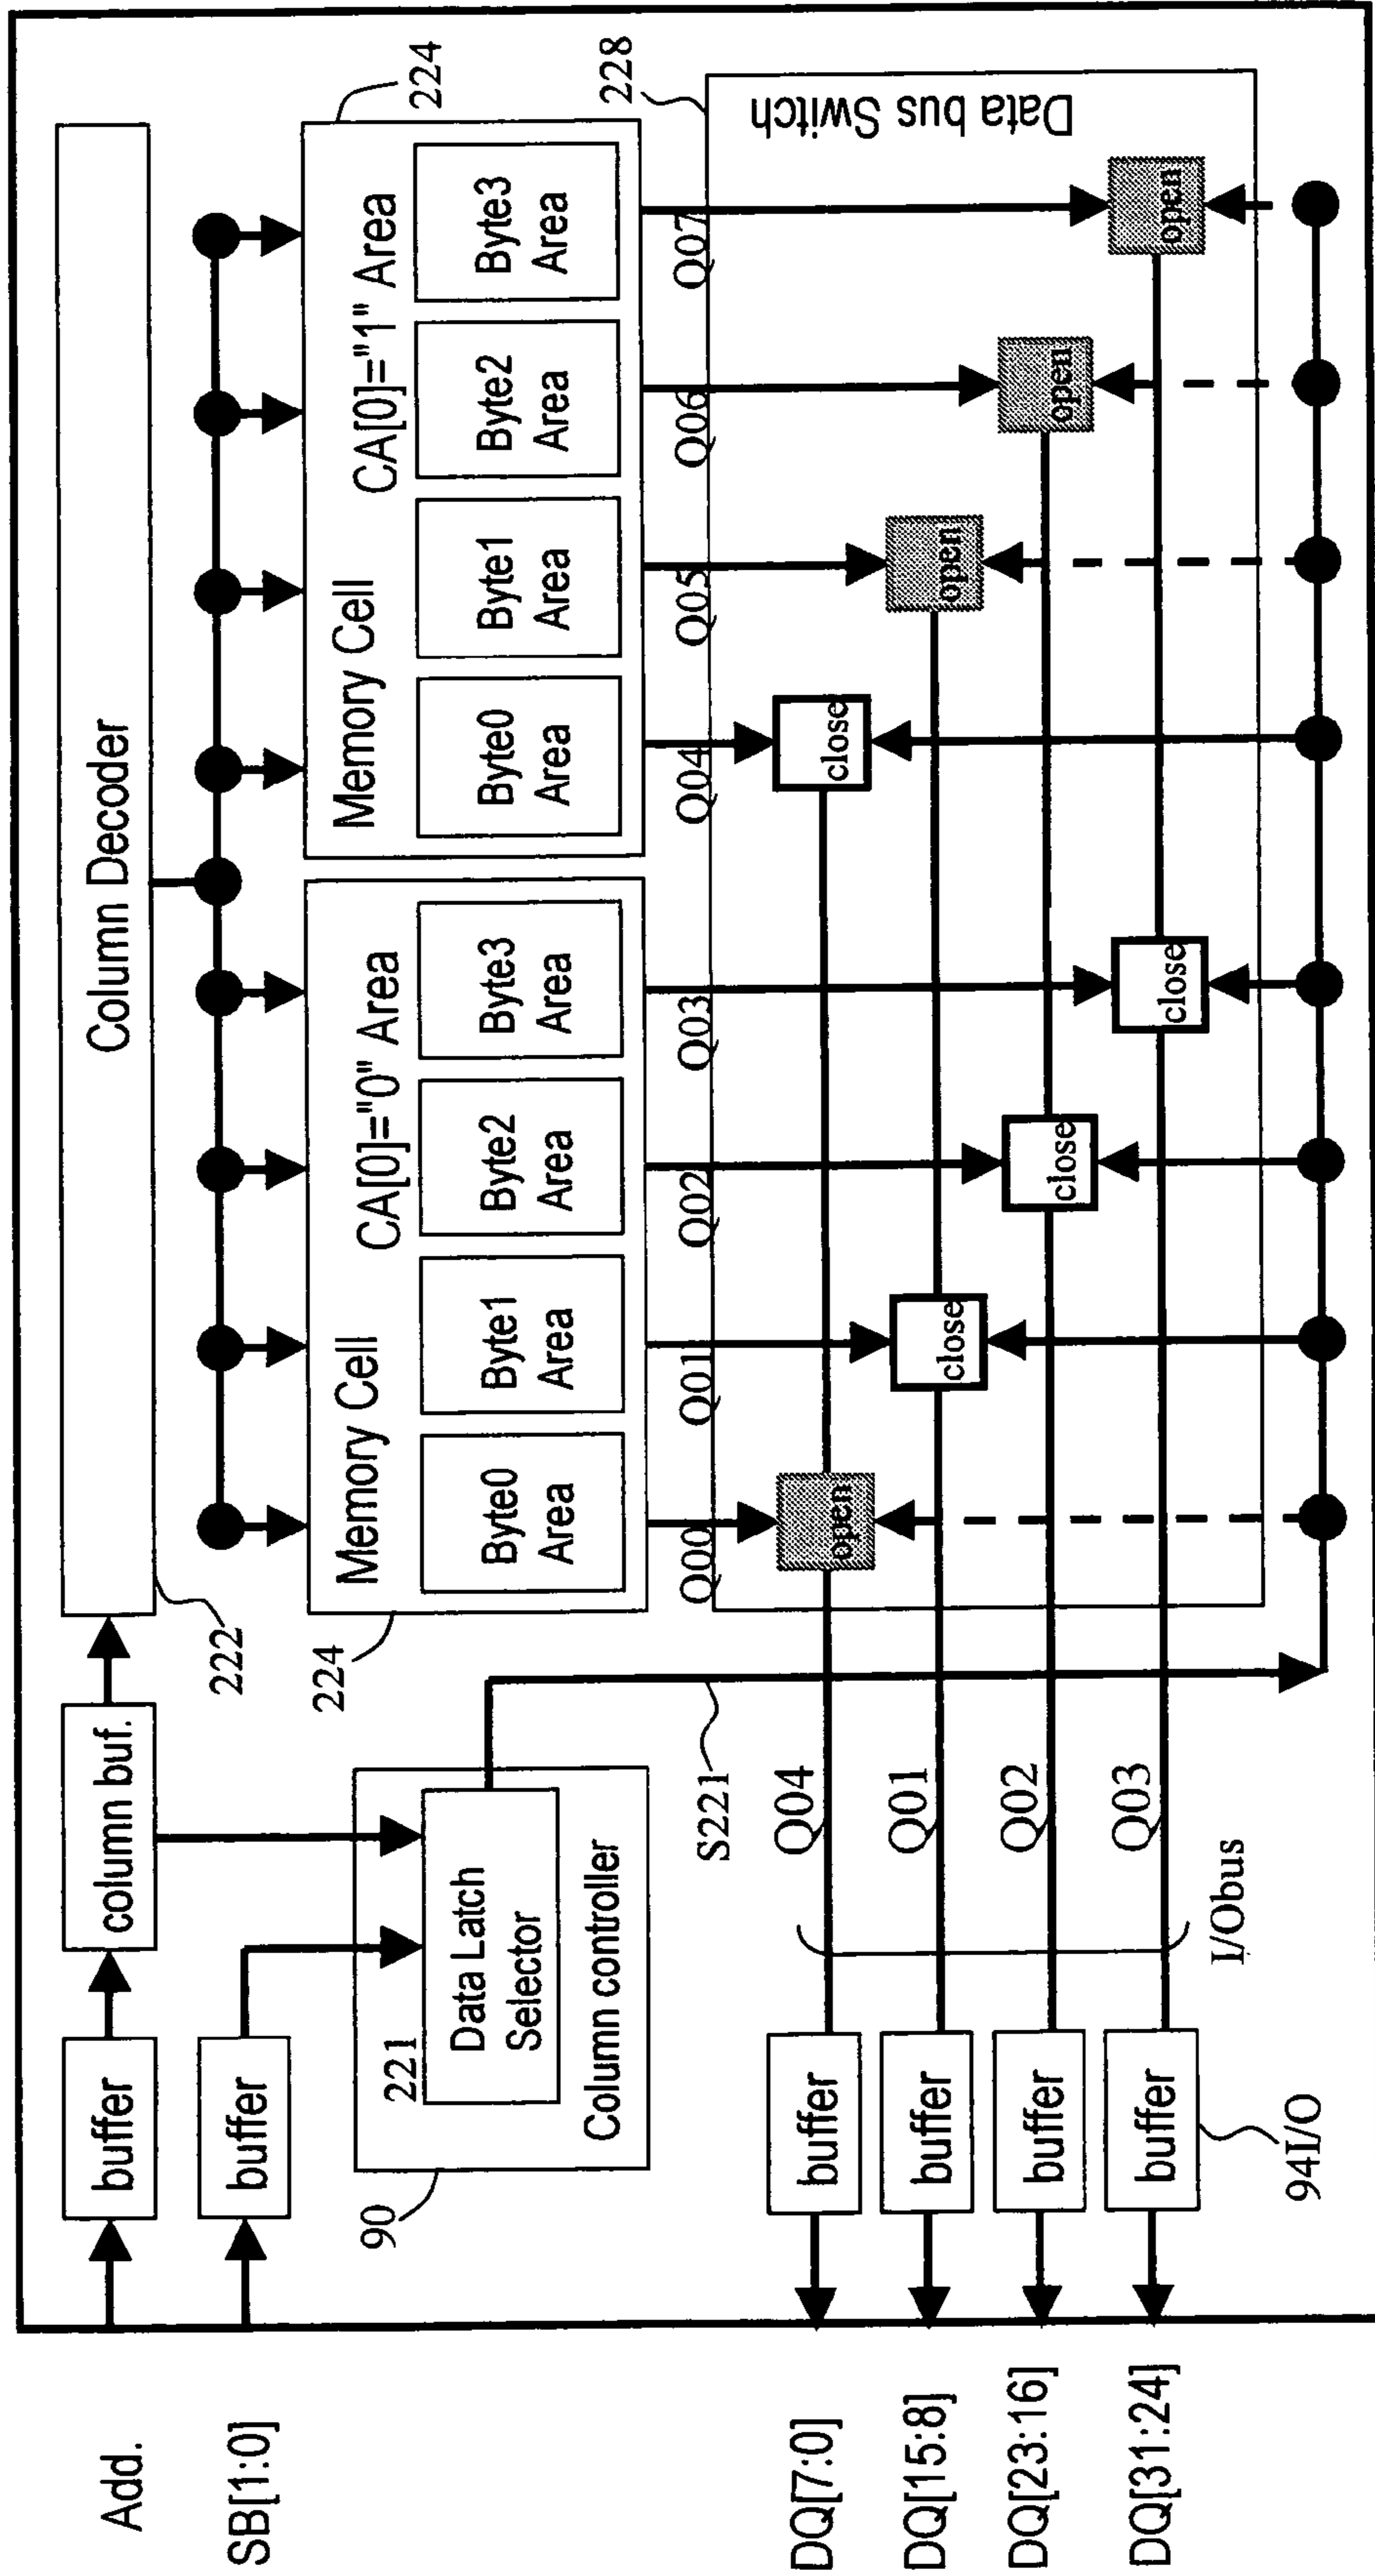 Add.
buffer
column buf.
Column Decoder
222
SB[1:0]
buffer
90
221
Data Latch
Selector
Column controller
224
Memory Cell
CA[0]="0" Area
Byte0
Area
Byte1
Area
Byte2
Area
Byte3
Area
224
Memory Cell
CA[0]="1" Area
Byte0
Area
Byte1
Area
Byte2
Area
Byte3
Area
Q00
Q01
Q02
Q03
Q04
Q05
Q06
Q07
228
Data bus Switch
S221
DQ[7:0]
buffer
Q04
open
close
DQ[15:8]
buffer
Q01
close
open
DQ[23:16]
buffer
Q02
close
open
DQ[31:24]
buffer
Q03
close
open
94I/O
I/Obus